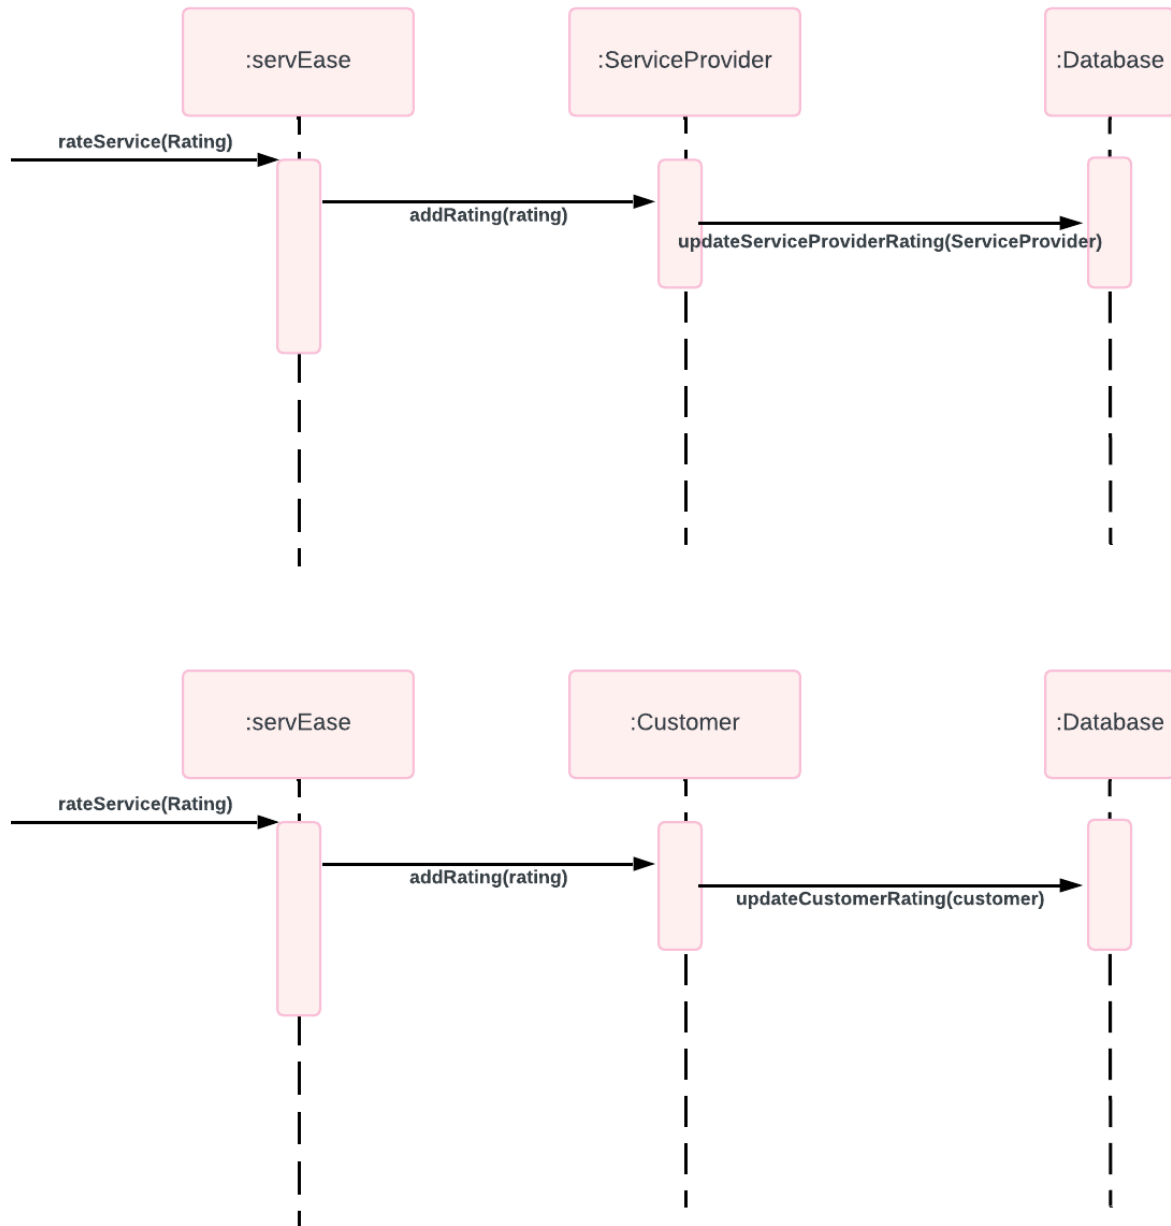 :servEase
:ServiceProvider
:Database
rateService(Rating)
addRating(rating)
updateServiceProviderRating(ServiceProvider)
:servEase
:Customer
:Database
rateService(Rating)
addRating(rating)
updateCustomerRating(customer)